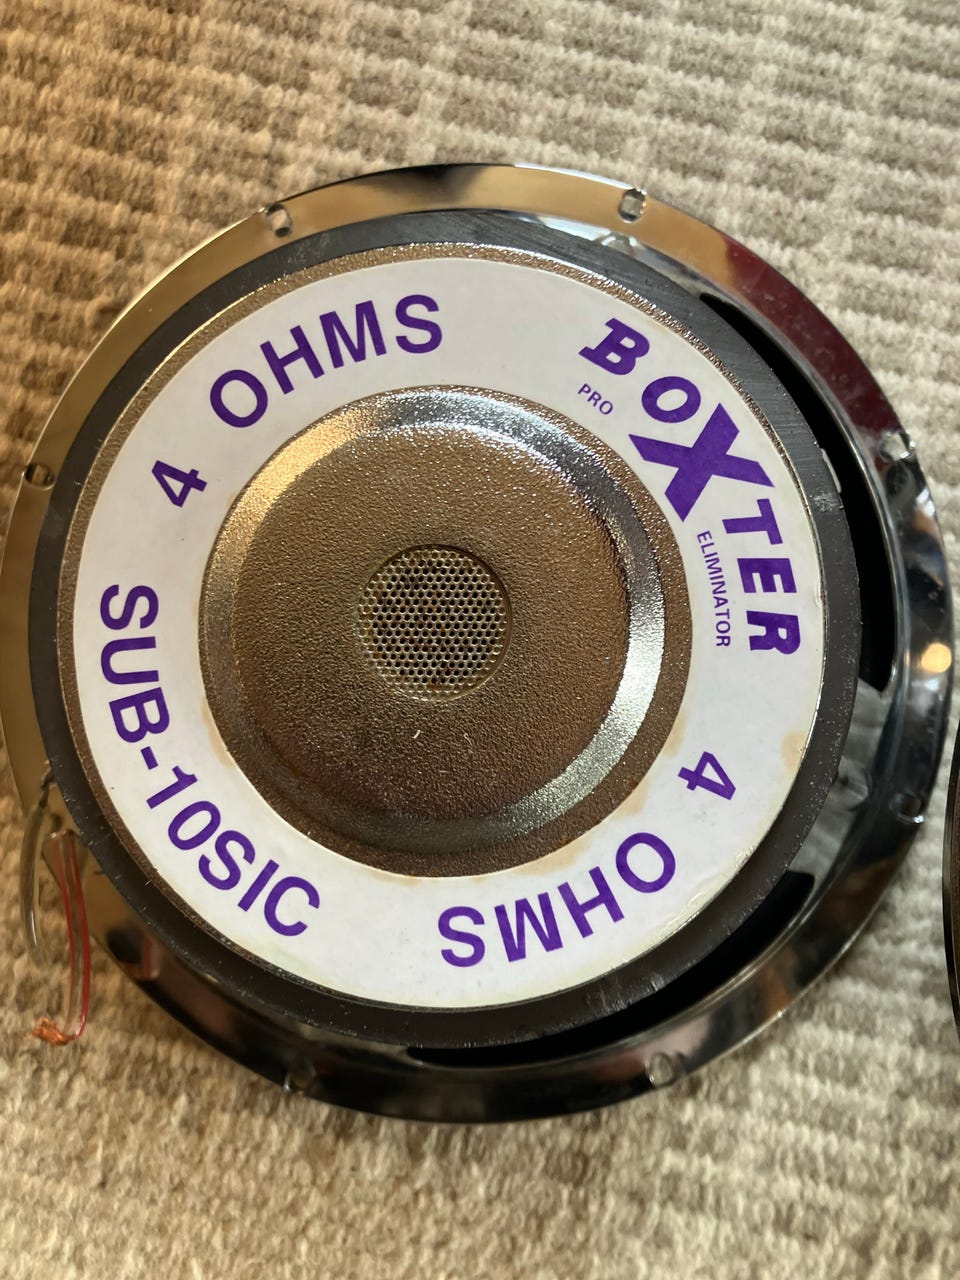 BOXTER
PRO
ELIMINATOR
4 OHMS
SUB-10SIC
4 OHMS